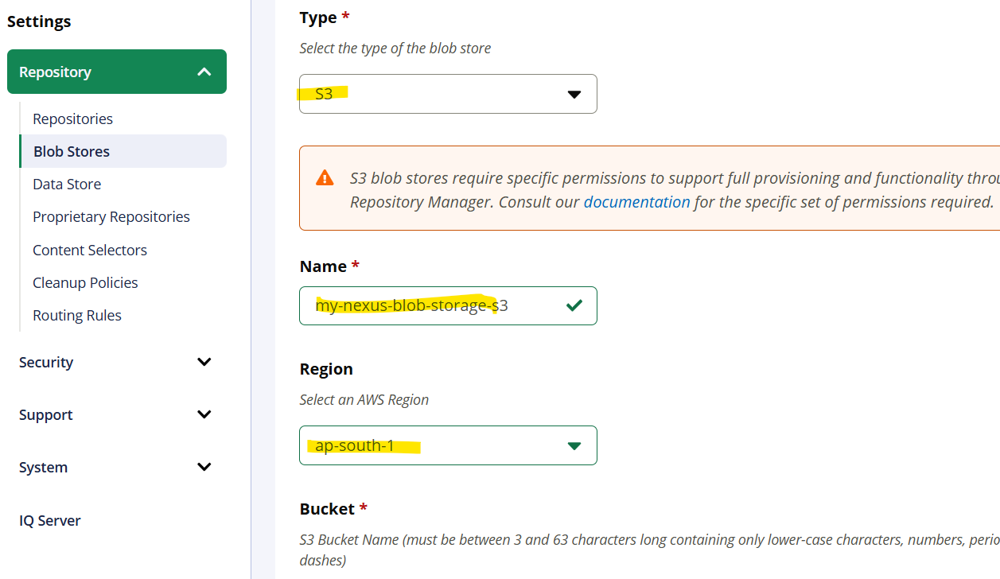 Settings
Repository
Repositories
Blob Stores
Data Store
Proprietary Repositories
Content Selectors
Cleanup Policies
Routing Rules
Security
Support
System
IQ Server
Type *
Select the type of the blob store
S3
S3 blob stores require specific permissions to support full provisioning and functionality
Repository Manager. Consult our documentation for the specific set of permissions required.
Name *
my-nexus-blob-storage-s3
Region
Select an AWS Region
ap-south-1
Bucket *
S3 Bucket Name (must be between 3 and 63 characters long containing only lower-case characters, numbers,
dashes)